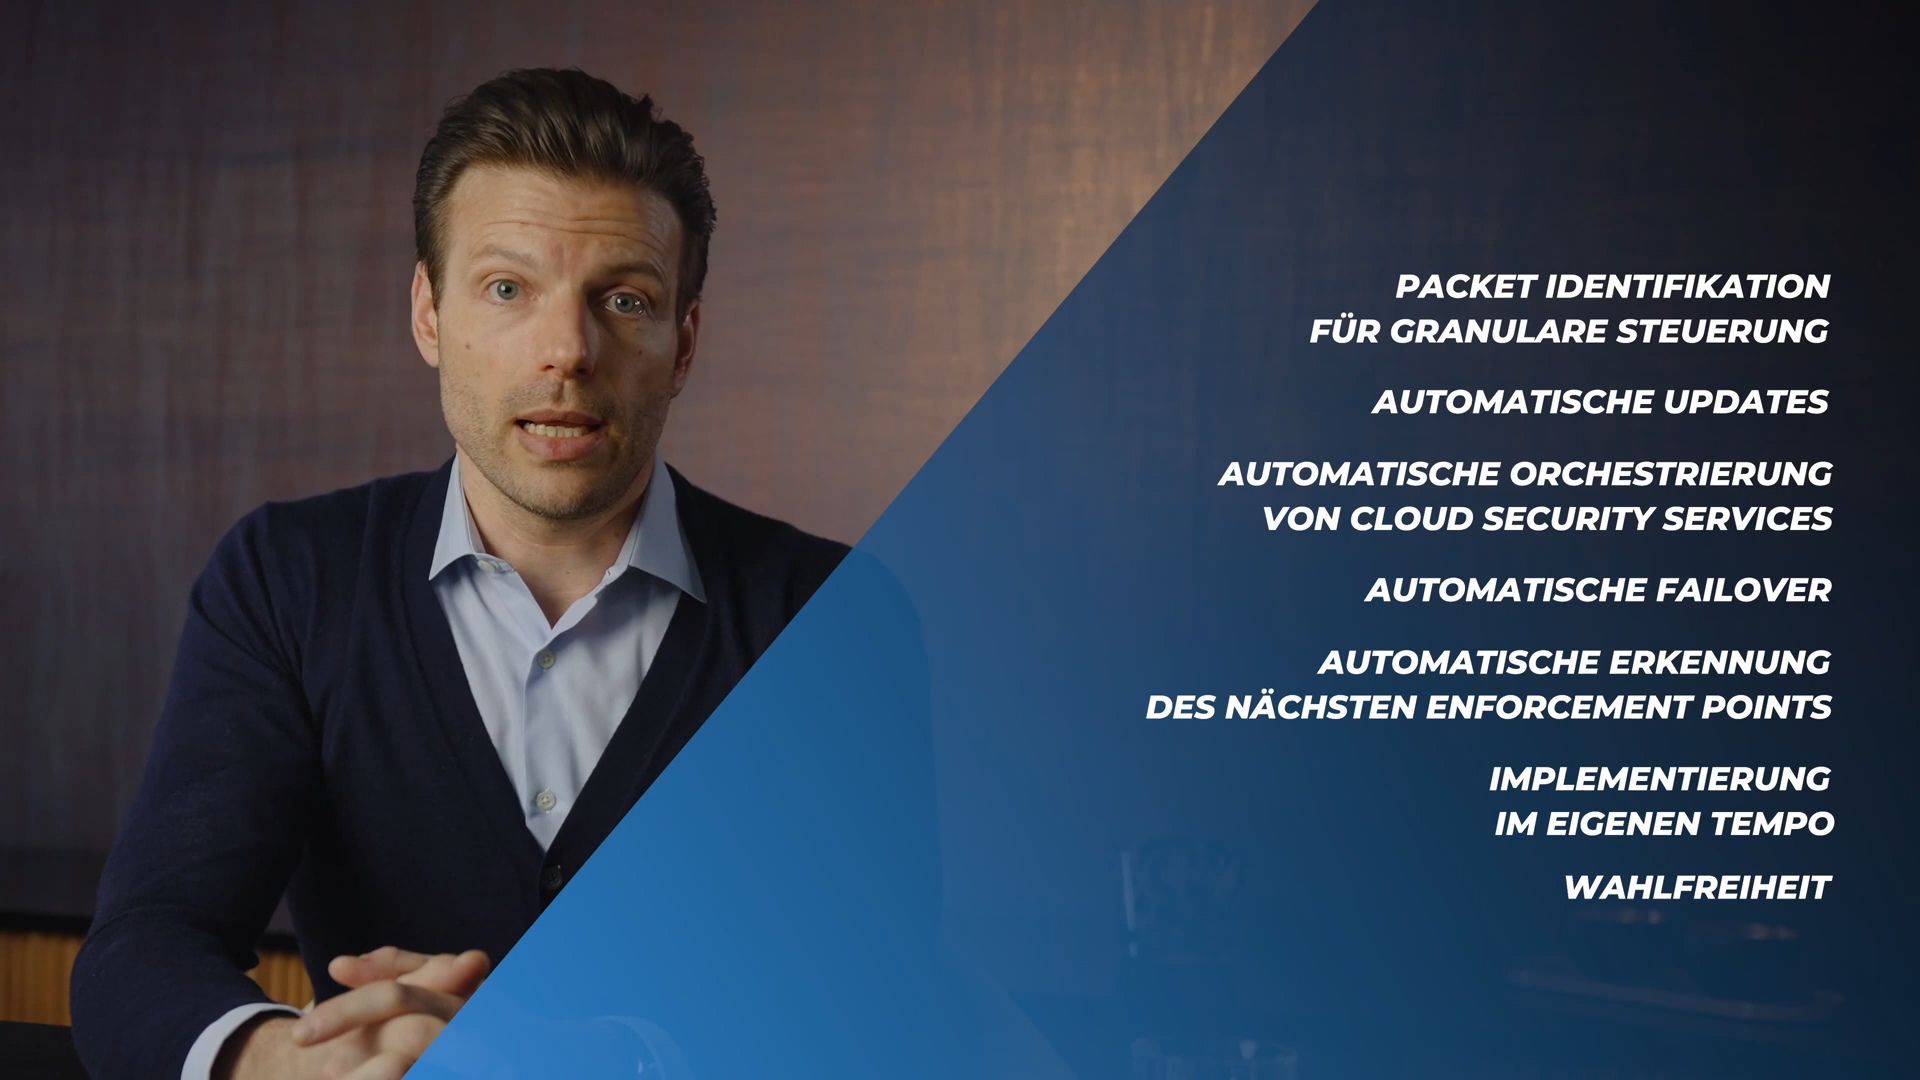 PACKET IDENTIFIKATION
FÜR GRANULARE STEUERUNG
AUTOMATISCHE UPDATES
AUTOMATISCHE ORCHESTRIERUNG
VON CLOUD SECURITY SERVICES
AUTOMATISCHE FAILOVER
AUTOMATISCHE ERKENNUNG
DES NÄCHSTEN ENFORCEMENT POINTS
IMPLEMENTIERUNG
IM EIGENEN TEMPO
WAHLFREIHEIT